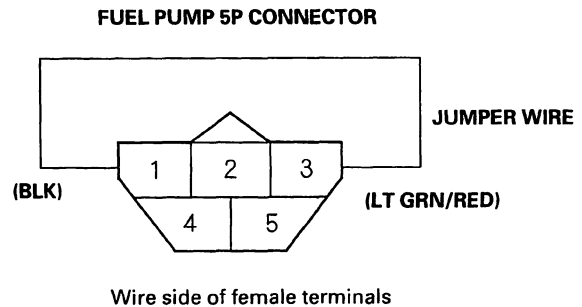 FUEL PUMP 5P CONNECTOR
JUMPER WIRE
1 2 3
(BLK)
(LT GRN/RED)
4 5
Wire side of female terminals